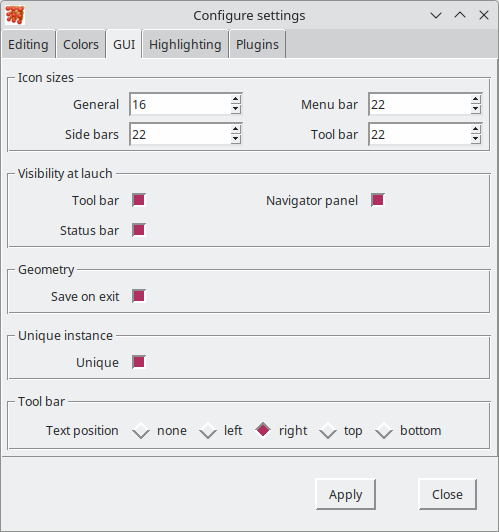 Configure settings
Editing Colors GUI Highlighting Plugins
Icon sizes
General 16 Menu bar 22
Side bars 22 Tool bar 22
Visibility at lauch
Tool bar Navigator panel
Status bar
Geometry
Save on exit
Unique instance
Unique
Tool bar
Text position none left right top bottom
Apply Close